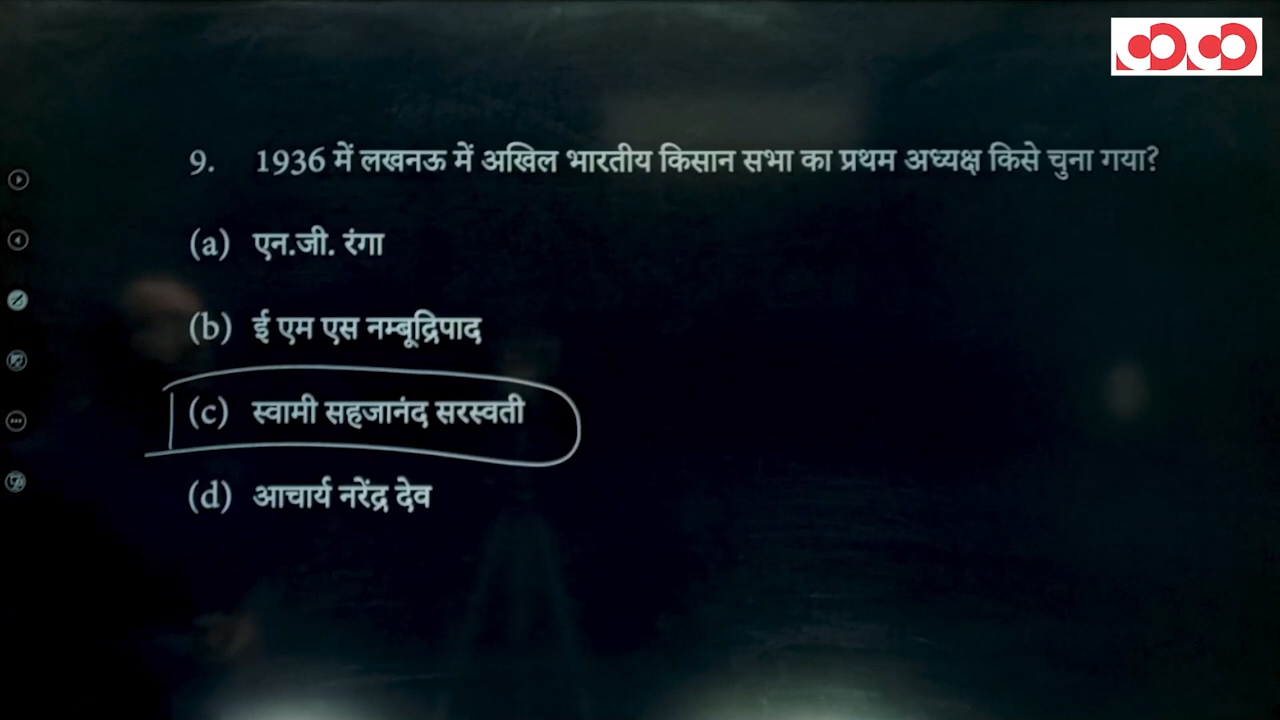 9. 1936 में लखनऊ में अखिल भारतीय किसान सभा का प्रथम अध्यक्ष किसे चुना गया?
(a) एन.जी. रंगा
(b) ई एम एस नम्बूद्रिपाद
(c) स्वामी सहजानंद सरस्वती
(d) आचार्य नरेंद्र देव